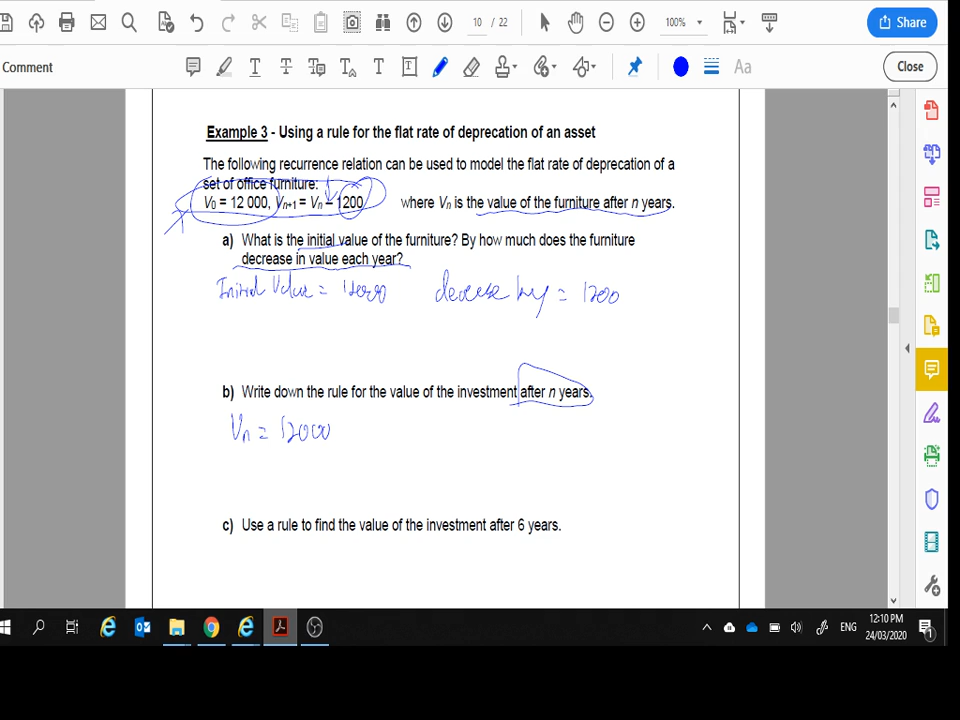 10 / 22
100%
Share
Comment
Aa
Close
Example 3 - Using a rule for the flat rate of deprecation of an asset
The following recurrence relation can be used to model the flat rate of deprecation of a
set of office furniture:
V0 = 12 000, Vn+1 = Vn – 1200 where Vn is the value of the furniture after n years.
a) What is the initial value of the furniture? By how much does the furniture
decrease in value each year?
Initial Value = 12000 decrease by = 1200
b) Write down the rule for the value of the investment after n years.
Vn = 12000
c) Use a rule to find the value of the investment after 6 years.
ENG
12:10 PM
24/03/2020
1